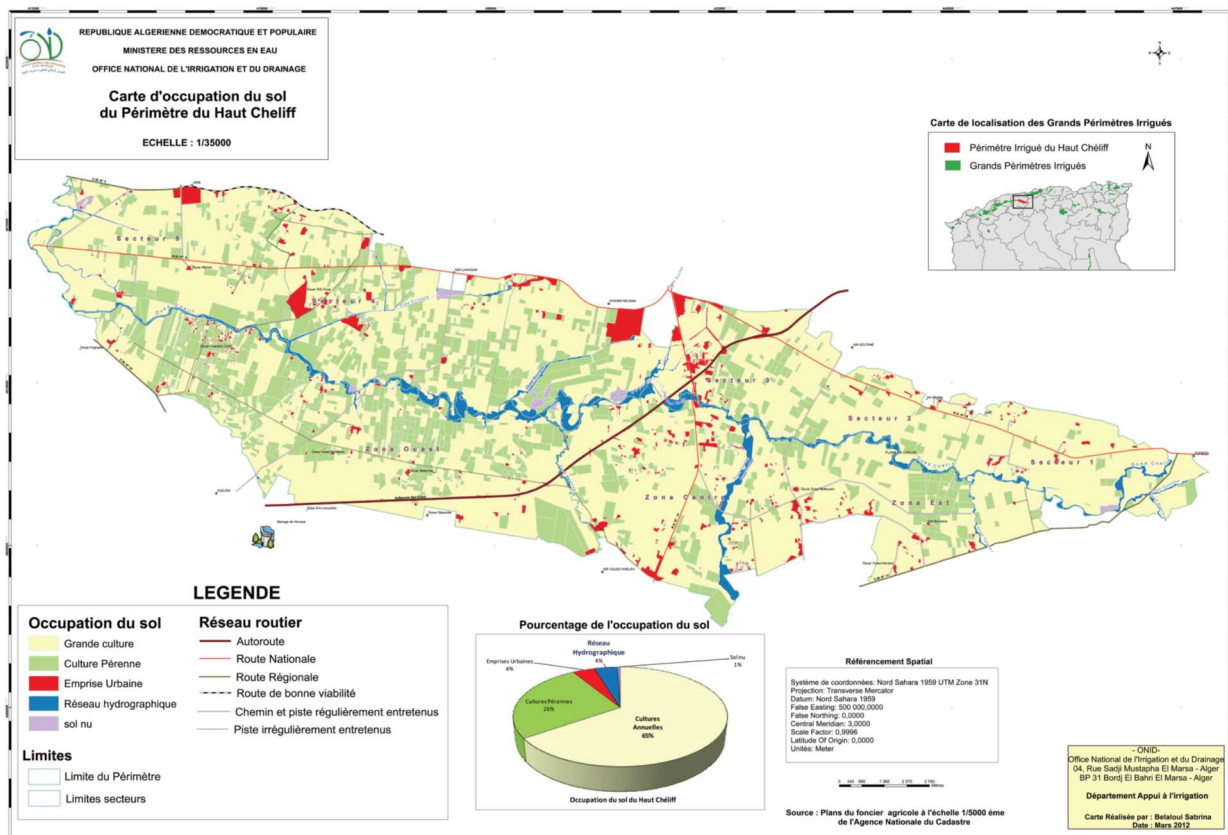 REPUBLIQUE ALGERIENNE DEMOCRATIQUE ET POPULAIRE
MINISTERE DES RESSOURCES EN EAU
OFFICE NATIONAL DE L'IRRIGATION ET DU DRAINAGE
Carte d'occupation du sol
du Périmètre du Haut Cheliff
ECHELLE : 1/35000
Carte de localisation des Grands Périmètres Irrigués
Périmètre Irrigué du Haut Chéliff
Grands Périmètres Irrigués
N
Secteur 5
Secteur 4
Secteur 3
Secteur 2
Secteur 1
Zone Ouest
Zone Centre
Zone Est
AIN SOLTANE
Barrage de Harraza
LEGENDE
Occupation du sol
Grande culture
Culture Pérenne
Emprise Urbaine
Réseau hydrographique
sol nu
Limites
Limite du Périmètre
Limites secteurs
Réseau routier
Autoroute
Route Nationale
Route Régionale
Route de bonne viabilité
Chemin et piste régulièrement entretenus
Piste irrégulièrement entretenus
Pourcentage de l'occupation du sol
Réseau
Hydrographique
4%
Emprises Urbaines
4%
Sol nu
1%
Cultures Pérennes
26%
Cultures
Annuelles
65%
Occupation du sol du Haut Chéliff
Référencement Spatial
Système de coordonnées: Nord Sahara 1959 UTM Zone 31N
Projection: Transverse Mercator
Datum: Nord Sahara 1959
False Easting: 500 000,0000
False Northing: 0,0000
Central Meridian: 3,0000
Scale Factor: 0,9996
Latitude Of Origin: 0,0000
Unités: Meter
Source : Plans du foncier agricole à l'échelle 1/5000 éme
de l'Agence Nationale du Cadastre
- ONID-
Office National de l'Irrigation et du Drainage
04, Rue Sadji Mustapha El Marsa - Alger
BP 31 Bordj El Bahri El Marsa - Alger
Département Appui à l'irrigation
Carte Réalisée par : Belaloui Sabrina
Date : Mars 2012